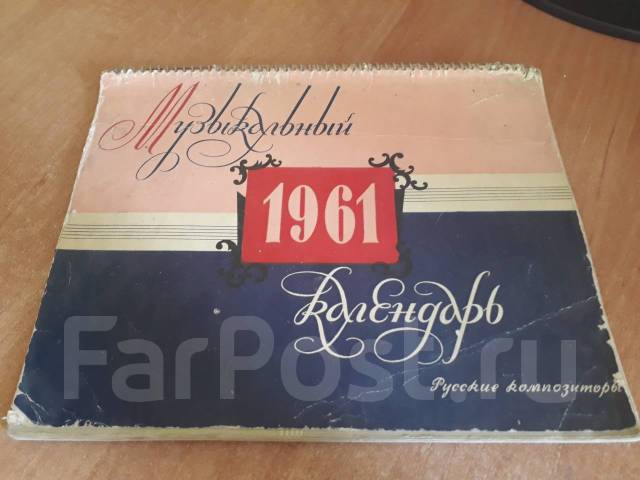 Музыкальный
1961
календарь
Русские композиторы
FarPost.ru